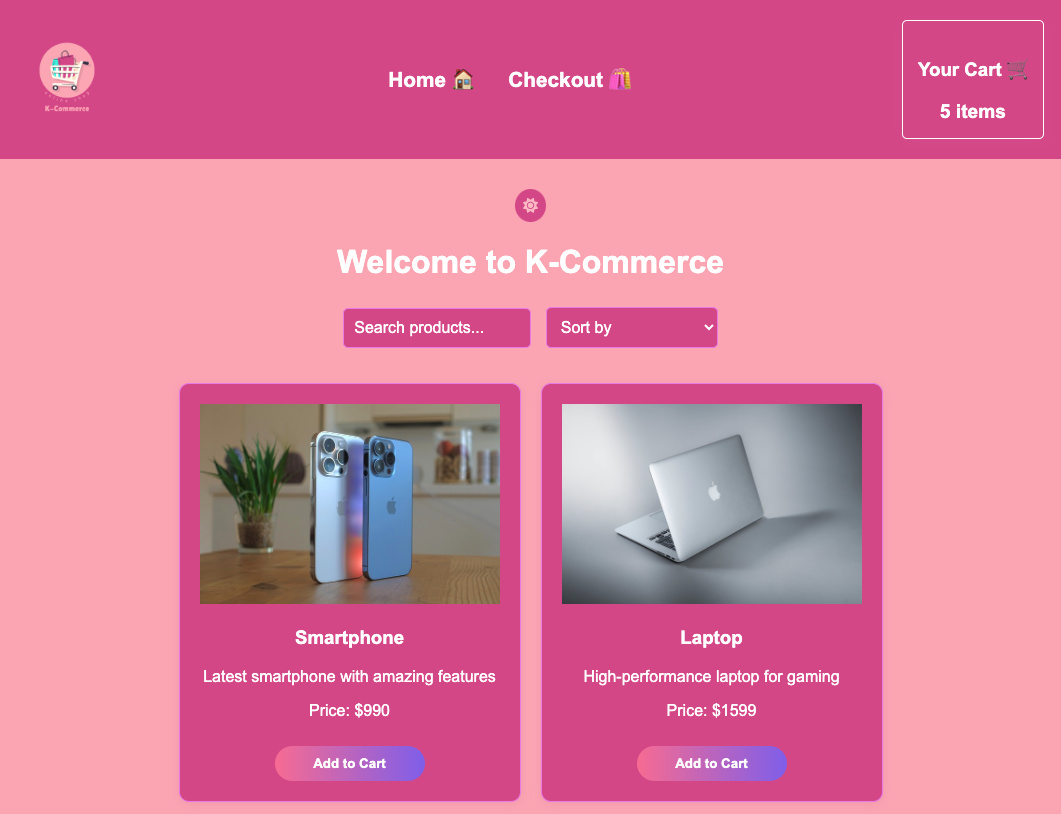 K-Commerce
Home 🏠
Checkout 🛍️
Your Cart 🛒
5 items
Welcome to K-Commerce
Search products...
Sort by
Smartphone
Latest smartphone with amazing features
Price: $990
Add to Cart
Laptop
High-performance laptop for gaming
Price: $1599
Add to Cart